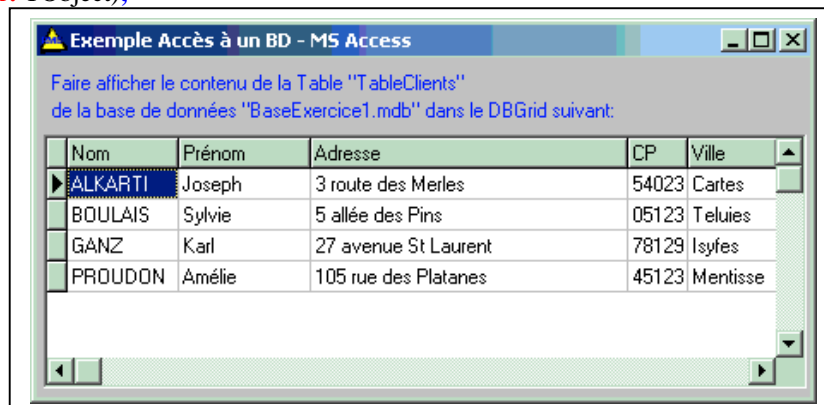 TObject);
Exemple Accès à un BD - MS Access
Faire afficher le contenu de la Table "TableClients"
de la base de données "BaseExercice1.mdb" dans le DBGrid suivant:
Nom Prénom Adresse CP Ville
ALKARTI Joseph 3 route des Merles 54023 Cartes
BOULAIS Sylvie 5 allée des Pins 05123 Teluies
GANZ Karl 27 avenue St Laurent 78129 Isyfes
PROUDON Amélie 105 rue des Platanes 45123 Mentisse